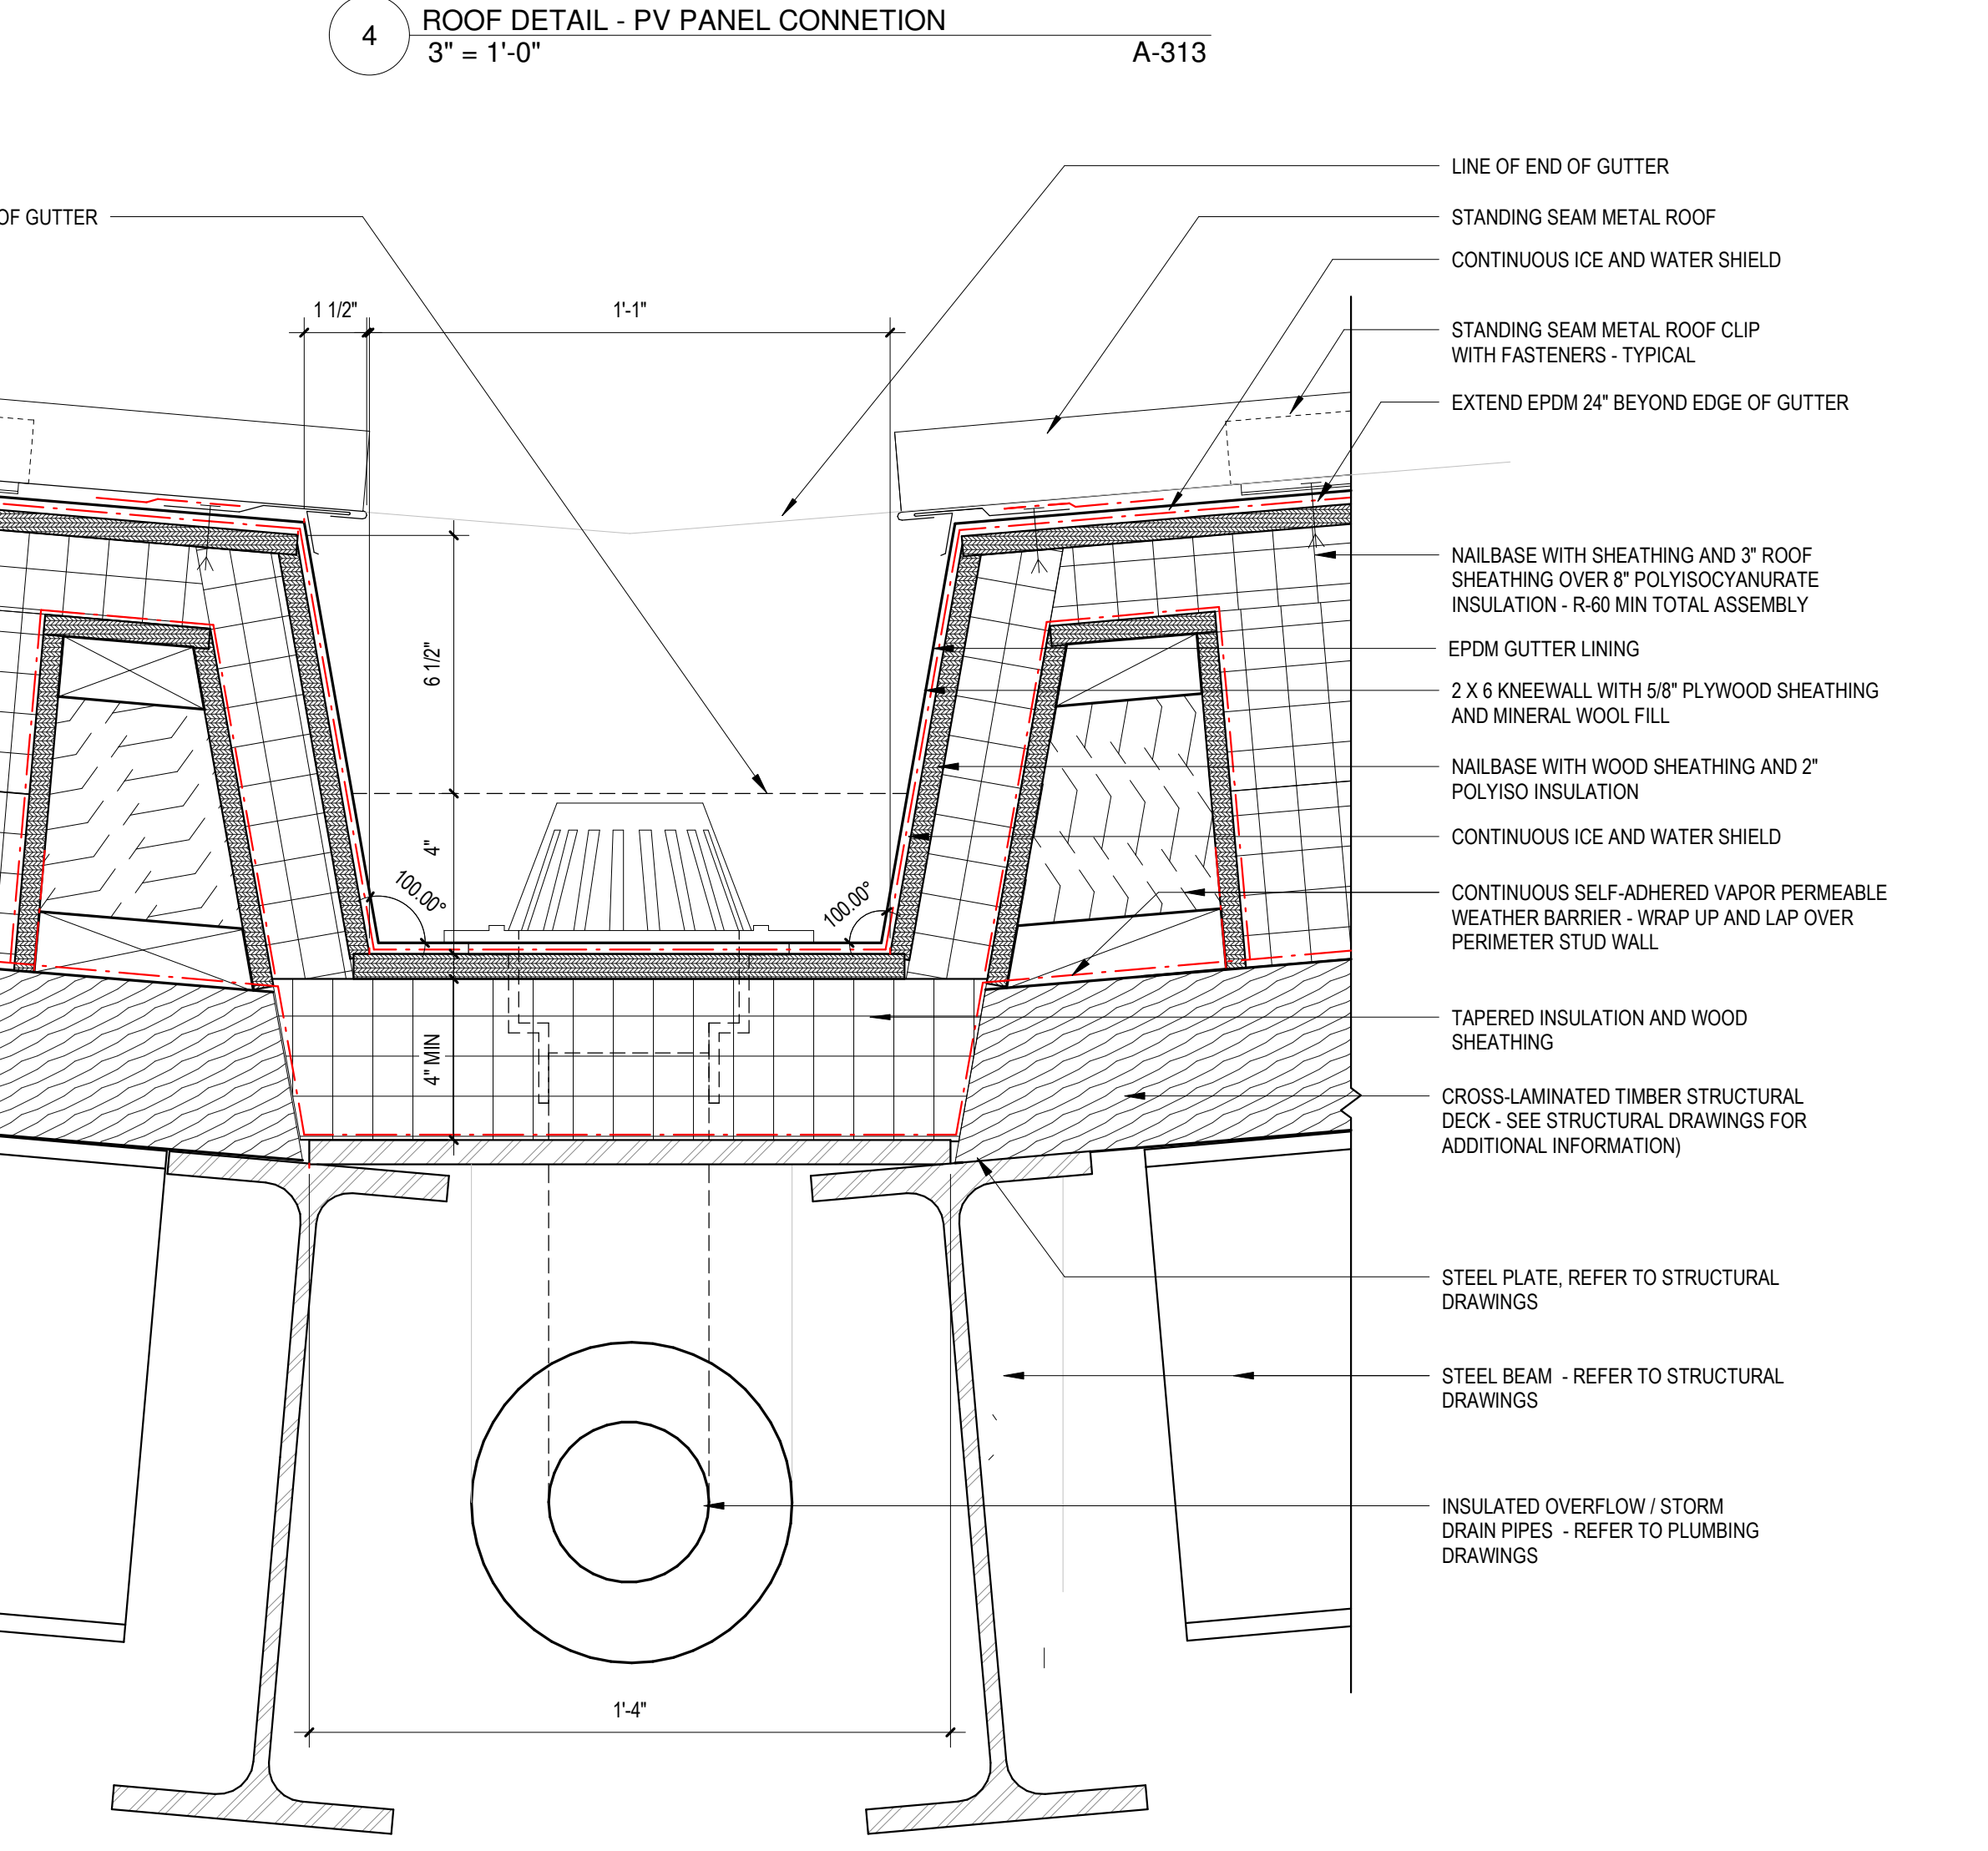 4
ROOF DETAIL - PV PANEL CONNETION
3" = 1'-0"
A-313
OF GUTTER
1 1/2"
1'-1"
6 1/2"
4"
100.00°
100.00°
4" MIN
1'-4"
LINE OF END OF GUTTER
STANDING SEAM METAL ROOF
CONTINUOUS ICE AND WATER SHIELD
STANDING SEAM METAL ROOF CLIP
WITH FASTENERS - TYPICAL
EXTEND EPDM 24" BEYOND EDGE OF GUTTER
NAILBASE WITH SHEATHING AND 3" ROOF
SHEATHING OVER 8" POLYISOCYANURATE
INSULATION - R-60 MIN TOTAL ASSEMBLY
EPDM GUTTER LINING
2 X 6 KNEEWALL WITH 5/8" PLYWOOD SHEATHING
AND MINERAL WOOL FILL
NAILBASE WITH WOOD SHEATHING AND 2"
POLYISO INSULATION
CONTINUOUS ICE AND WATER SHIELD
CONTINUOUS SELF-ADHERED VAPOR PERMEABLE
WEATHER BARRIER - WRAP UP AND LAP OVER
PERIMETER STUD WALL
TAPERED INSULATION AND WOOD
SHEATHING
CROSS-LAMINATED TIMBER STRUCTURAL
DECK - SEE STRUCTURAL DRAWINGS FOR
ADDITIONAL INFORMATION)
STEEL PLATE, REFER TO STRUCTURAL
DRAWINGS
STEEL BEAM  - REFER TO STRUCTURAL
DRAWINGS
INSULATED OVERFLOW / STORM
DRAIN PIPES  - REFER TO PLUMBING
DRAWINGS